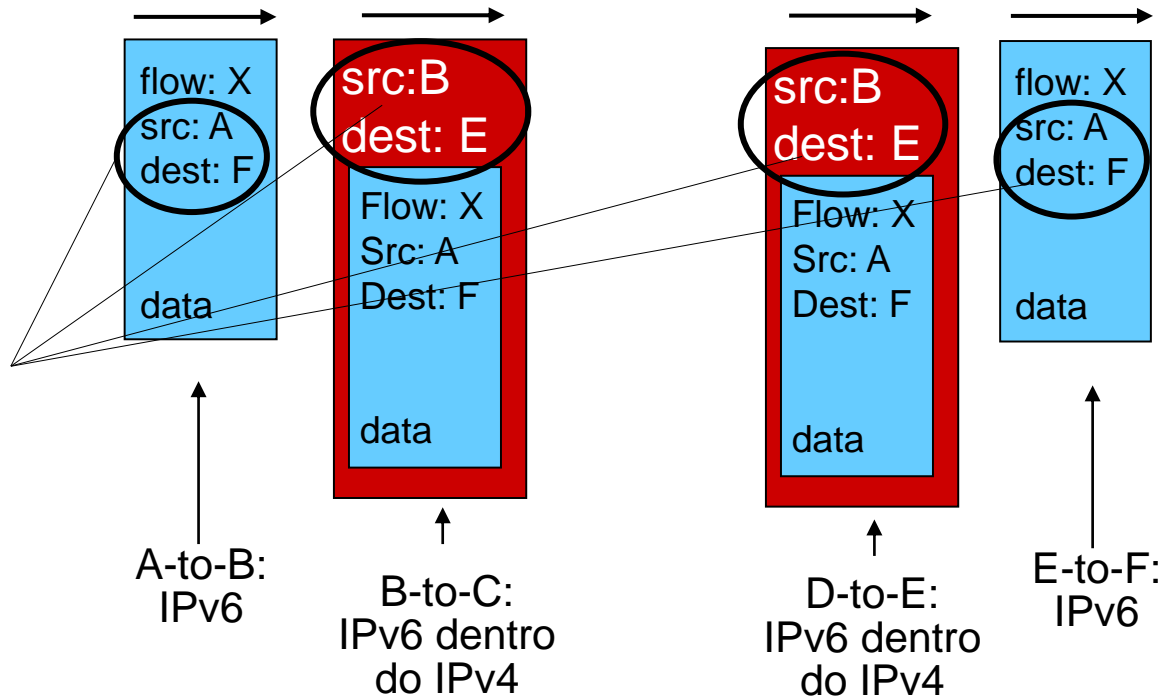 flow: X
src: A
dest: F
data
src:B
dest: E
Flow: X
Src: A
Dest: F
data
src:B
dest: E
Flow: X
Src: A
Dest: F
data
flow: X
src: A
dest: F
data
A-to-B:
IPv6
B-to-C:
IPv6 dentro
do IPv4
D-to-E:
IPv6 dentro
do IPv4
E-to-F:
IPv6